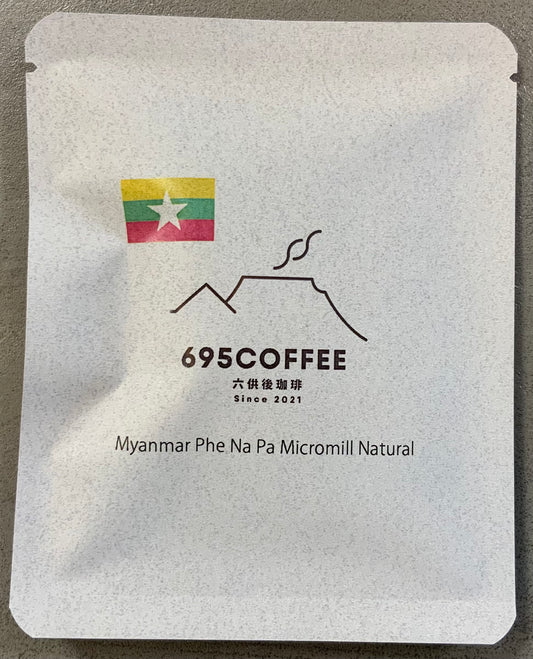 695COFFEE
六供後珈琲
Since 2021
Myanmar Phe Na Pa Micromill Natural